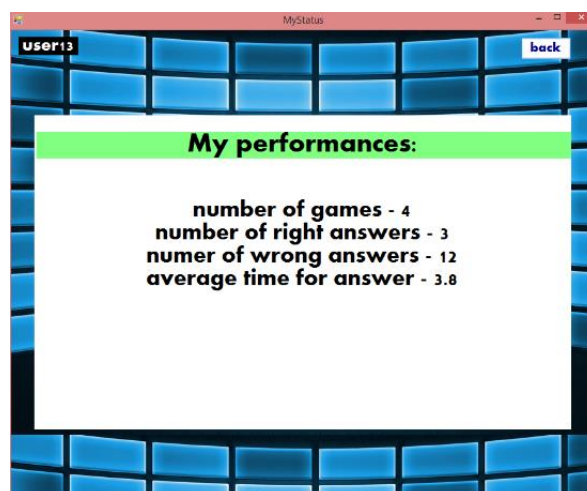 MyStatus
user13
back
My performances:
number of games - 4
number of right answers - 3
numer of wrong answers - 12
average time for answer - 3.8